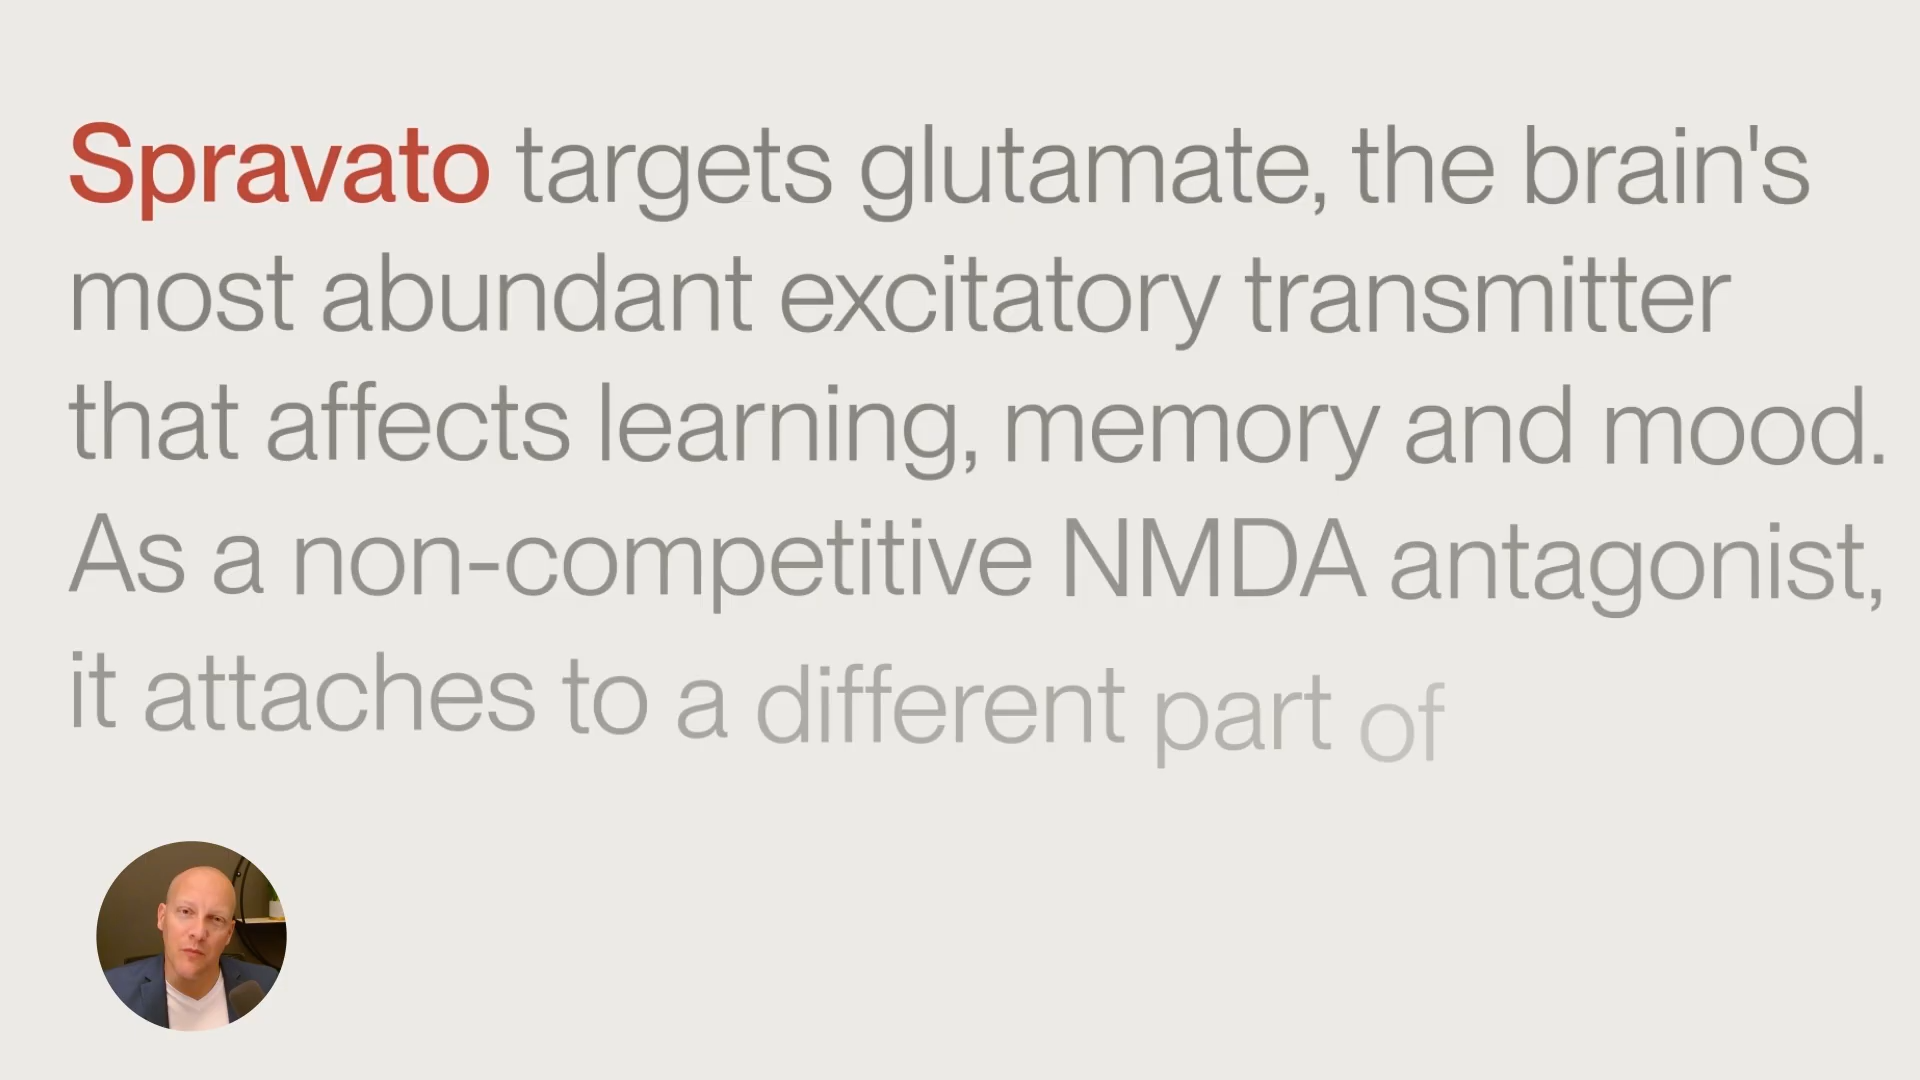 Spravato targets glutamate, the brain's
most abundant excitatory transmitter
that affects learning, memory and mood.
As a non-competitive NMDA antagonist,
it attaches to a different part of